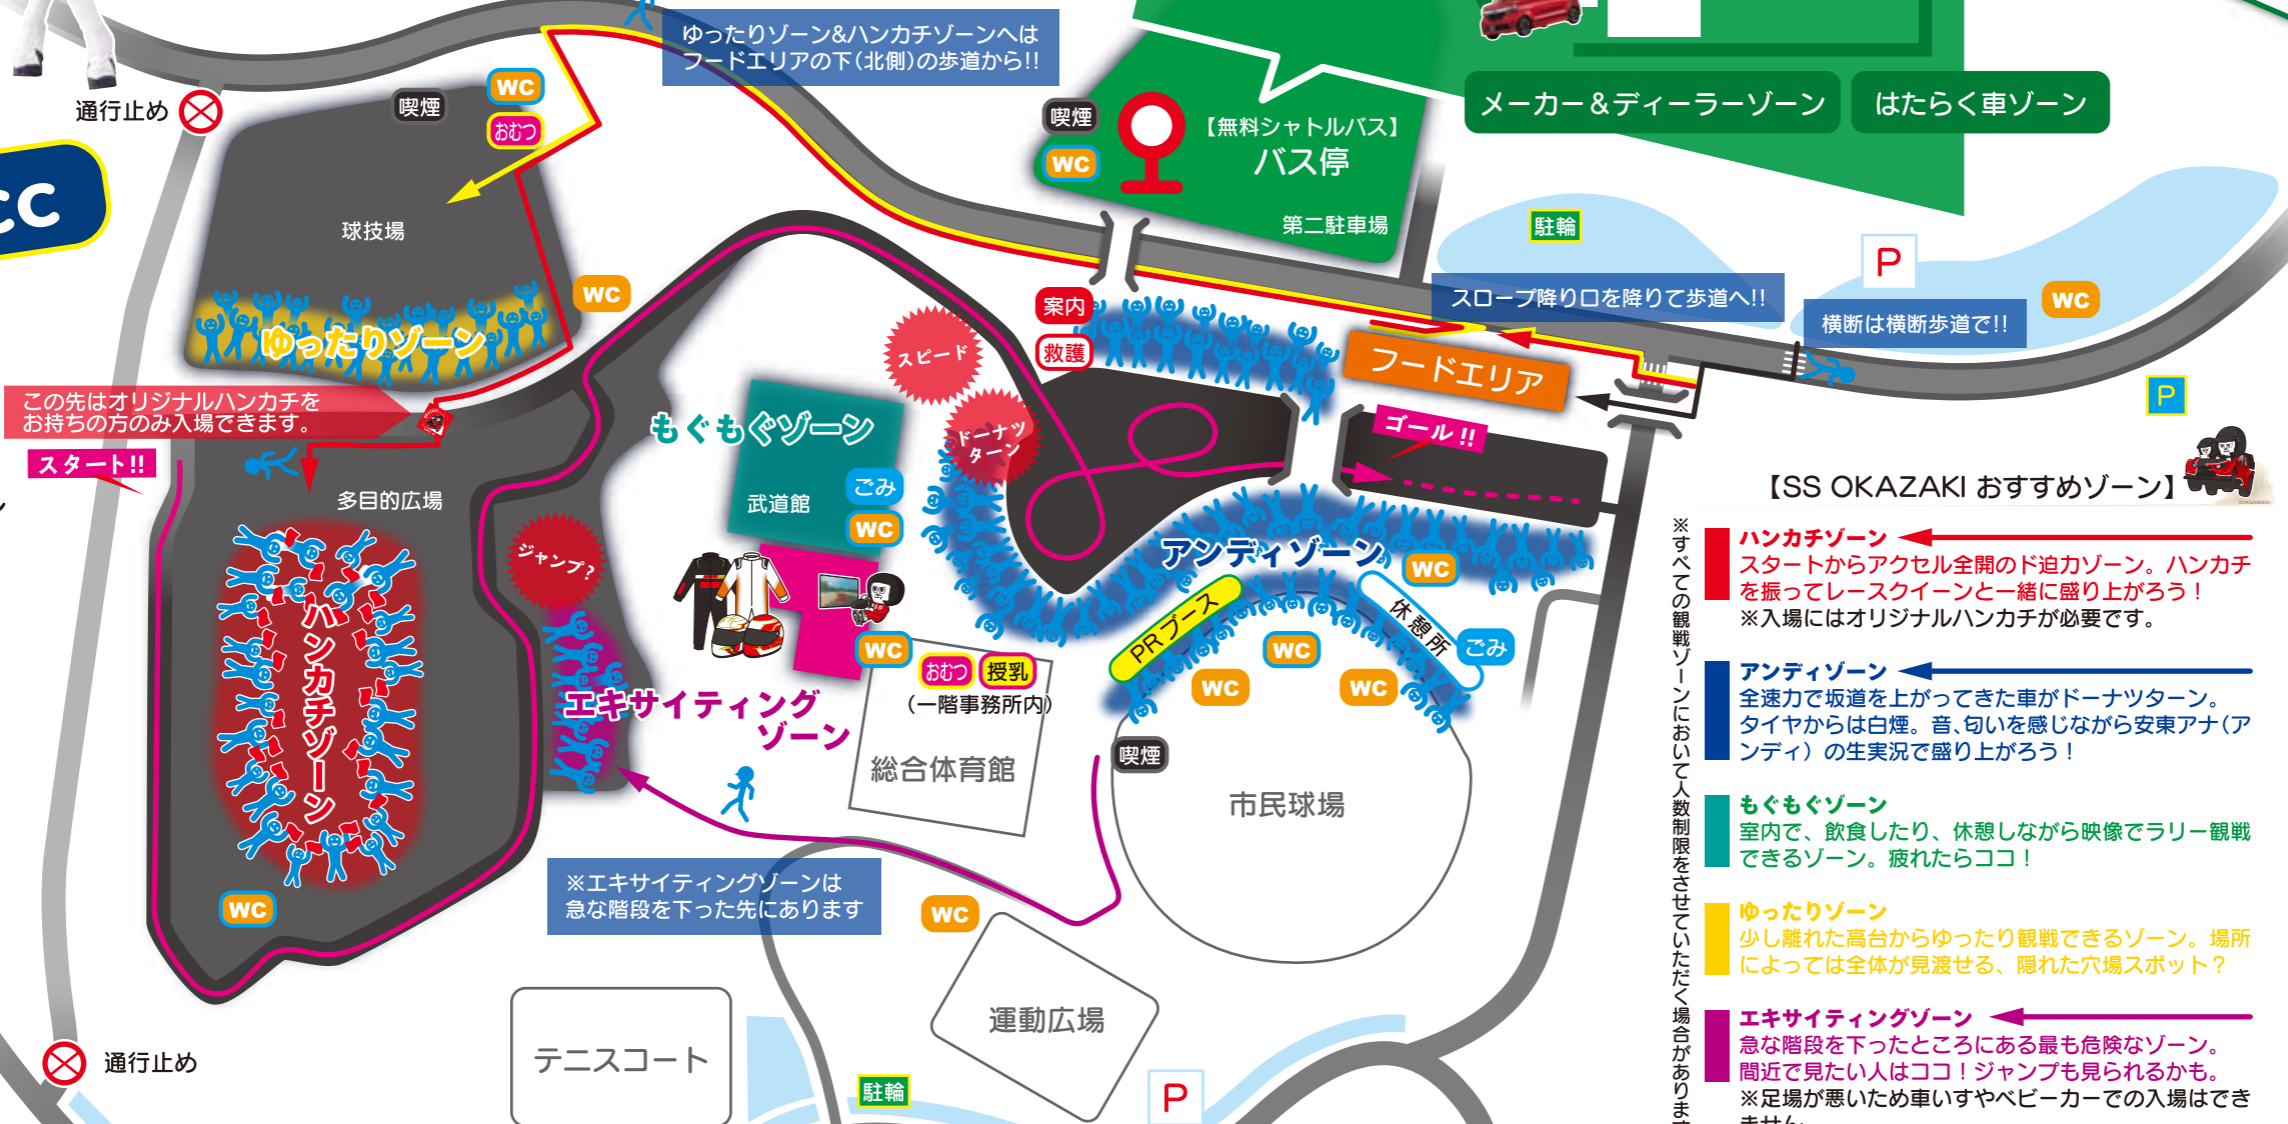 ゆったりゾーン&ハンカチゾーンへは
フードエリアの下(北側)の歩道から!!
通行止め
喫煙
WC
おむつ
球技場
WC
ゆったりゾーン
喫煙
WC
【無料シャトルバス】
バス停
第二駐車場
メーカー＆ディーラーゾーン
はたらく車ゾーン
駐輪
P
WC
スロープ降り口を降りて歩道へ!!
横断は横断歩道で!!
P
案内
救護
フードエリア
ゴール!!
スピード
ドーナツ
ターン
この先はオリジナルハンカチを
お持ちの方のみ入場できます。
スタート!!
多目的広場
ハンカチゾーン
WC
もぐもぐゾーン
武道館
ごみ
WC
ジャンプ?
エキサイティング
ゾーン
WC
おむつ
授乳
(一階事務所内)
総合体育館
アンディゾーン
WC
PRブース
休憩所
ごみ
WC
WC
WC
喫煙
市民球場
※エキサイティングゾーンは
急な階段を下った先にあります
WC
運動広場
テニスコート
駐輪
P
通行止め
【SS OKAZAKI おすすめゾーン】
※すべての観戦ゾーンにおいて人数制限をさせていただく場合がありま
ハンカチゾーン
スタートからアクセル全開のド迫力ゾーン。ハンカチ
を振ってレースクイーンと一緒に盛り上がろう！
※入場にはオリジナルハンカチが必要です。
アンディゾーン
全速力で坂道を上がってきた車がドーナツターン。
タイヤからは白煙。音、匂いを感じながら安東アナ(ア
ンディ）の生実況で盛り上がろう！
もぐもぐゾーン
室内で、飲食したり、休憩しながら映像でラリー観戦
できるゾーン。疲れたらココ！
ゆったりゾーン
少し離れた高台からゆったり観戦できるゾーン。場所
によっては全体が見渡せる、隠れた穴場スポット？
エキサイティングゾーン
急な階段を下ったところにある最も危険なゾーン。
間近で見たい人はココ！ジャンプも見られるかも。
※足場が悪いため車いすやベビーカーでの入場はでき